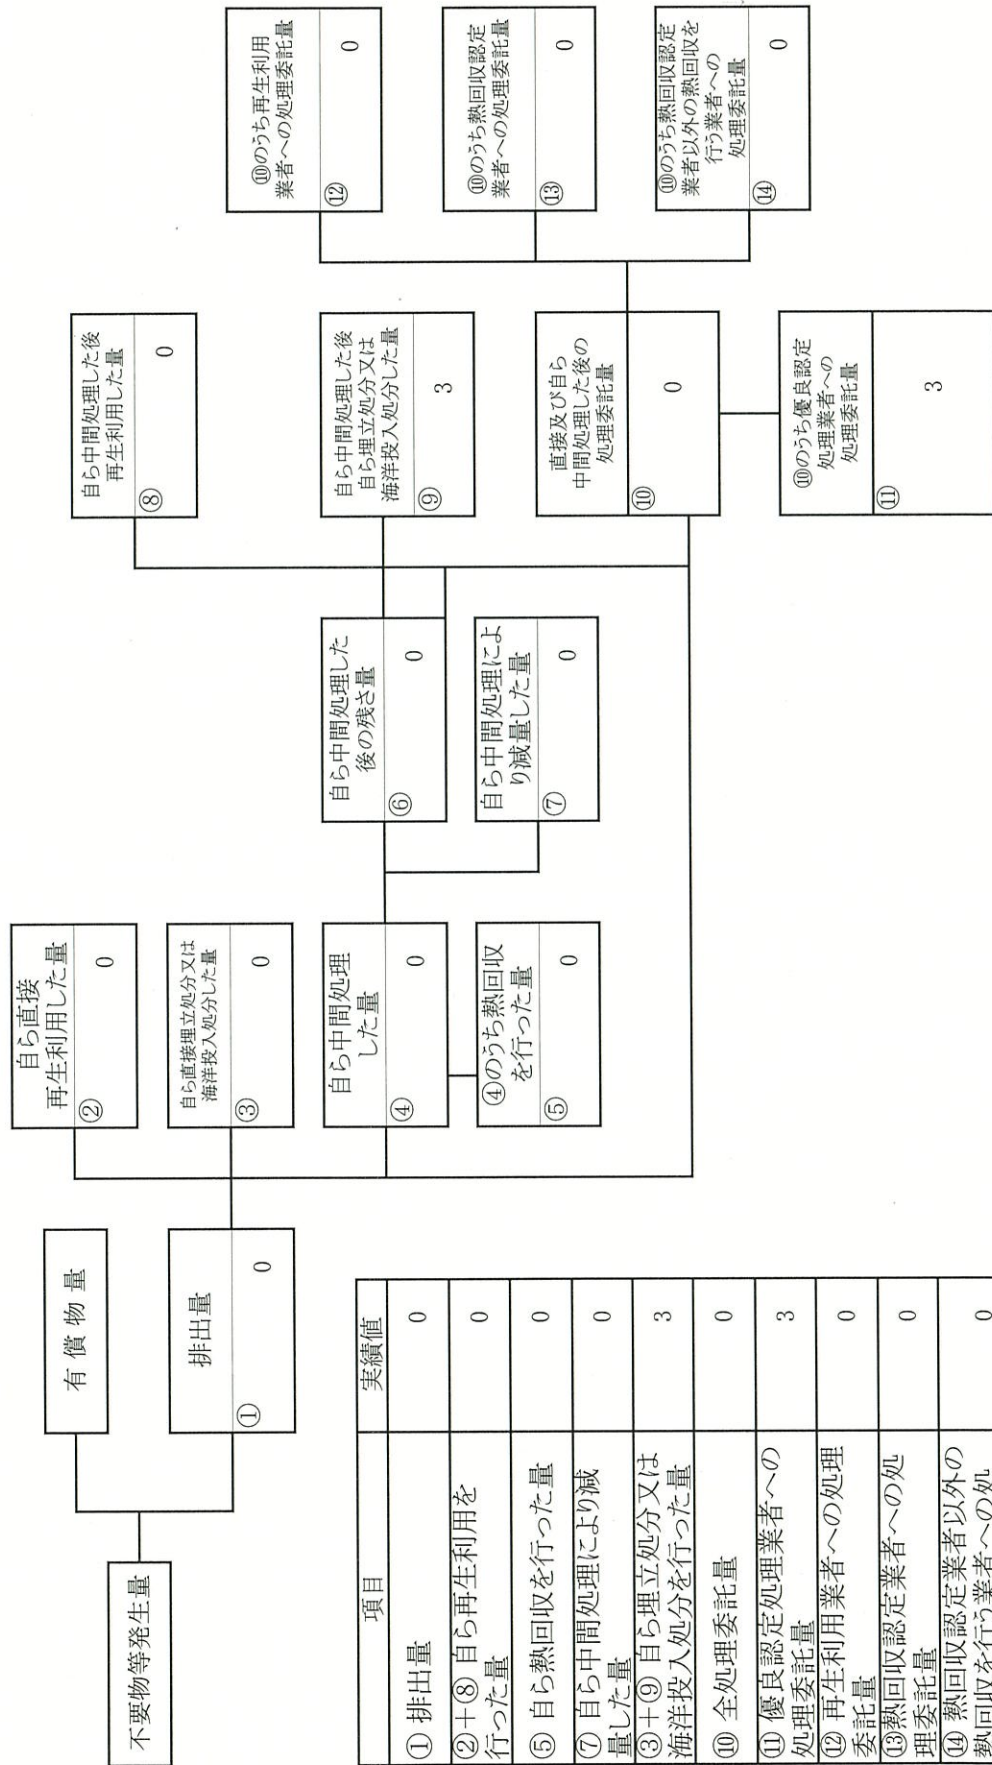 不要物等発生量
有償物量
排出量
①
0
自ら直接
再生利用した量
②
0
自ら直接埋立処分又は
海洋投入処分した量
③
0
自ら中間処理
した量
④
0
④のうち熱回収
を行った量
⑤
0
自ら中間処理した
後の残さ量
⑥
0
自ら中間処理によ
り減量した量
⑦
0
自ら中間処理した後
再生利用した量
⑧
0
自ら中間処理した後
自ら埋立処分又は
海洋投入処分した量
⑨
3
直接及び自ら
中間処理した後の
処理委託量
⑩
0
⑩のうち優良認定
処理業者への
処理委託量
⑪
3
⑩のうち再生利用
業者への処理委託量
⑫
0
⑩のうち熱回収認定
業者への処理委託量
⑬
0
⑩のうち熱回収認定
業者以外の熱回収を
行う業者への
処理委託量
⑭
0
項目 実績値
① 排出量 0
②+⑧ 自ら再生利用を
行った量 0
⑤ 自ら熱回収を行った量 0
⑦ 自ら中間処理により減
量した量 0
③+⑨ 自ら埋立処分又は
海洋投入処分を行った量 3
⑩ 全処理委託量 0
⑪ 優良認定処理業者への
処理委託量 3
⑫ 再生利用業者への処理
委託量 0
⑬熱回収認定業者への処
理委託量 0
⑭ 熱回収認定業者以外の
熱回収を行う業者への処 0